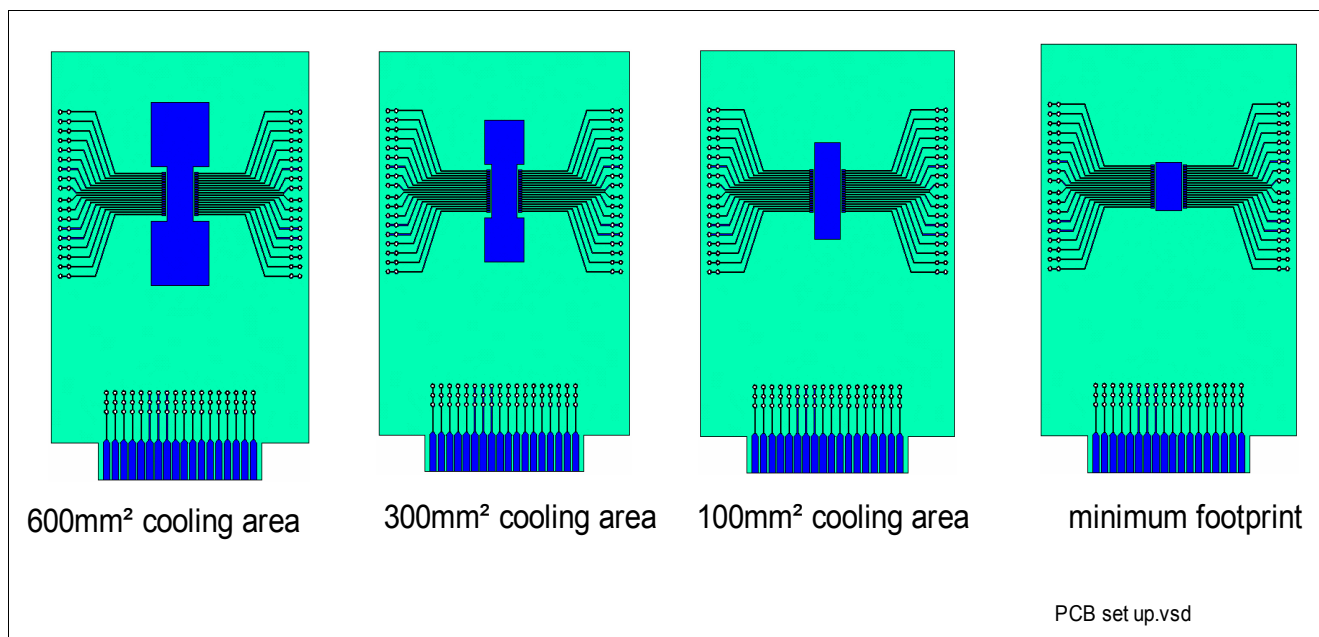 600mm² cooling area
300mm² cooling area
100mm² cooling area
minimum footprint
PCB set up.vsd